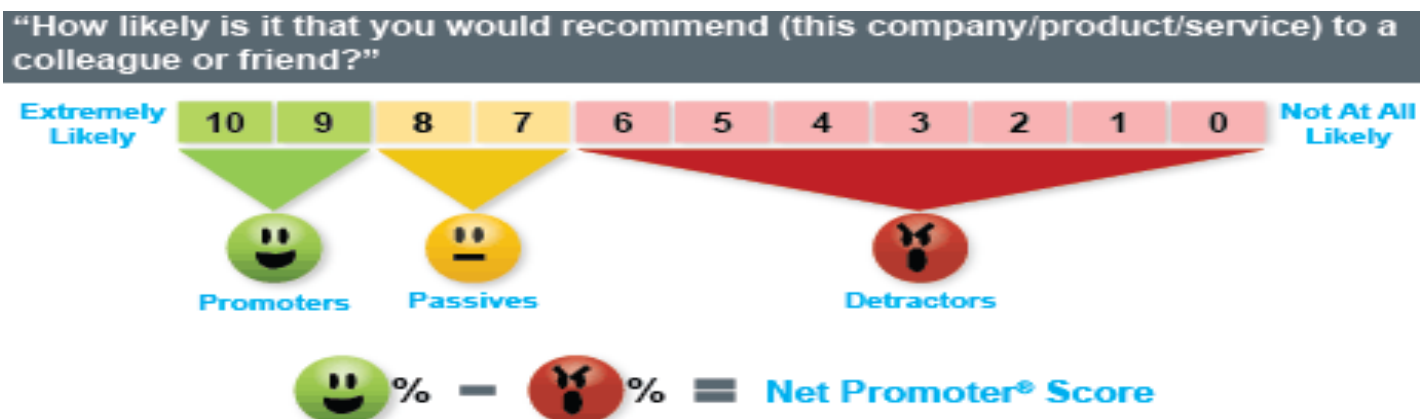 “How likely is it that you would recommend (this company/product/service) to a
colleague or friend?”
Extremely
Likely
10 9 8 7 6 5 4 3 2 1 0
Not At All
Likely
Promoters Passives Detractors
% – % = Net Promoter® Score